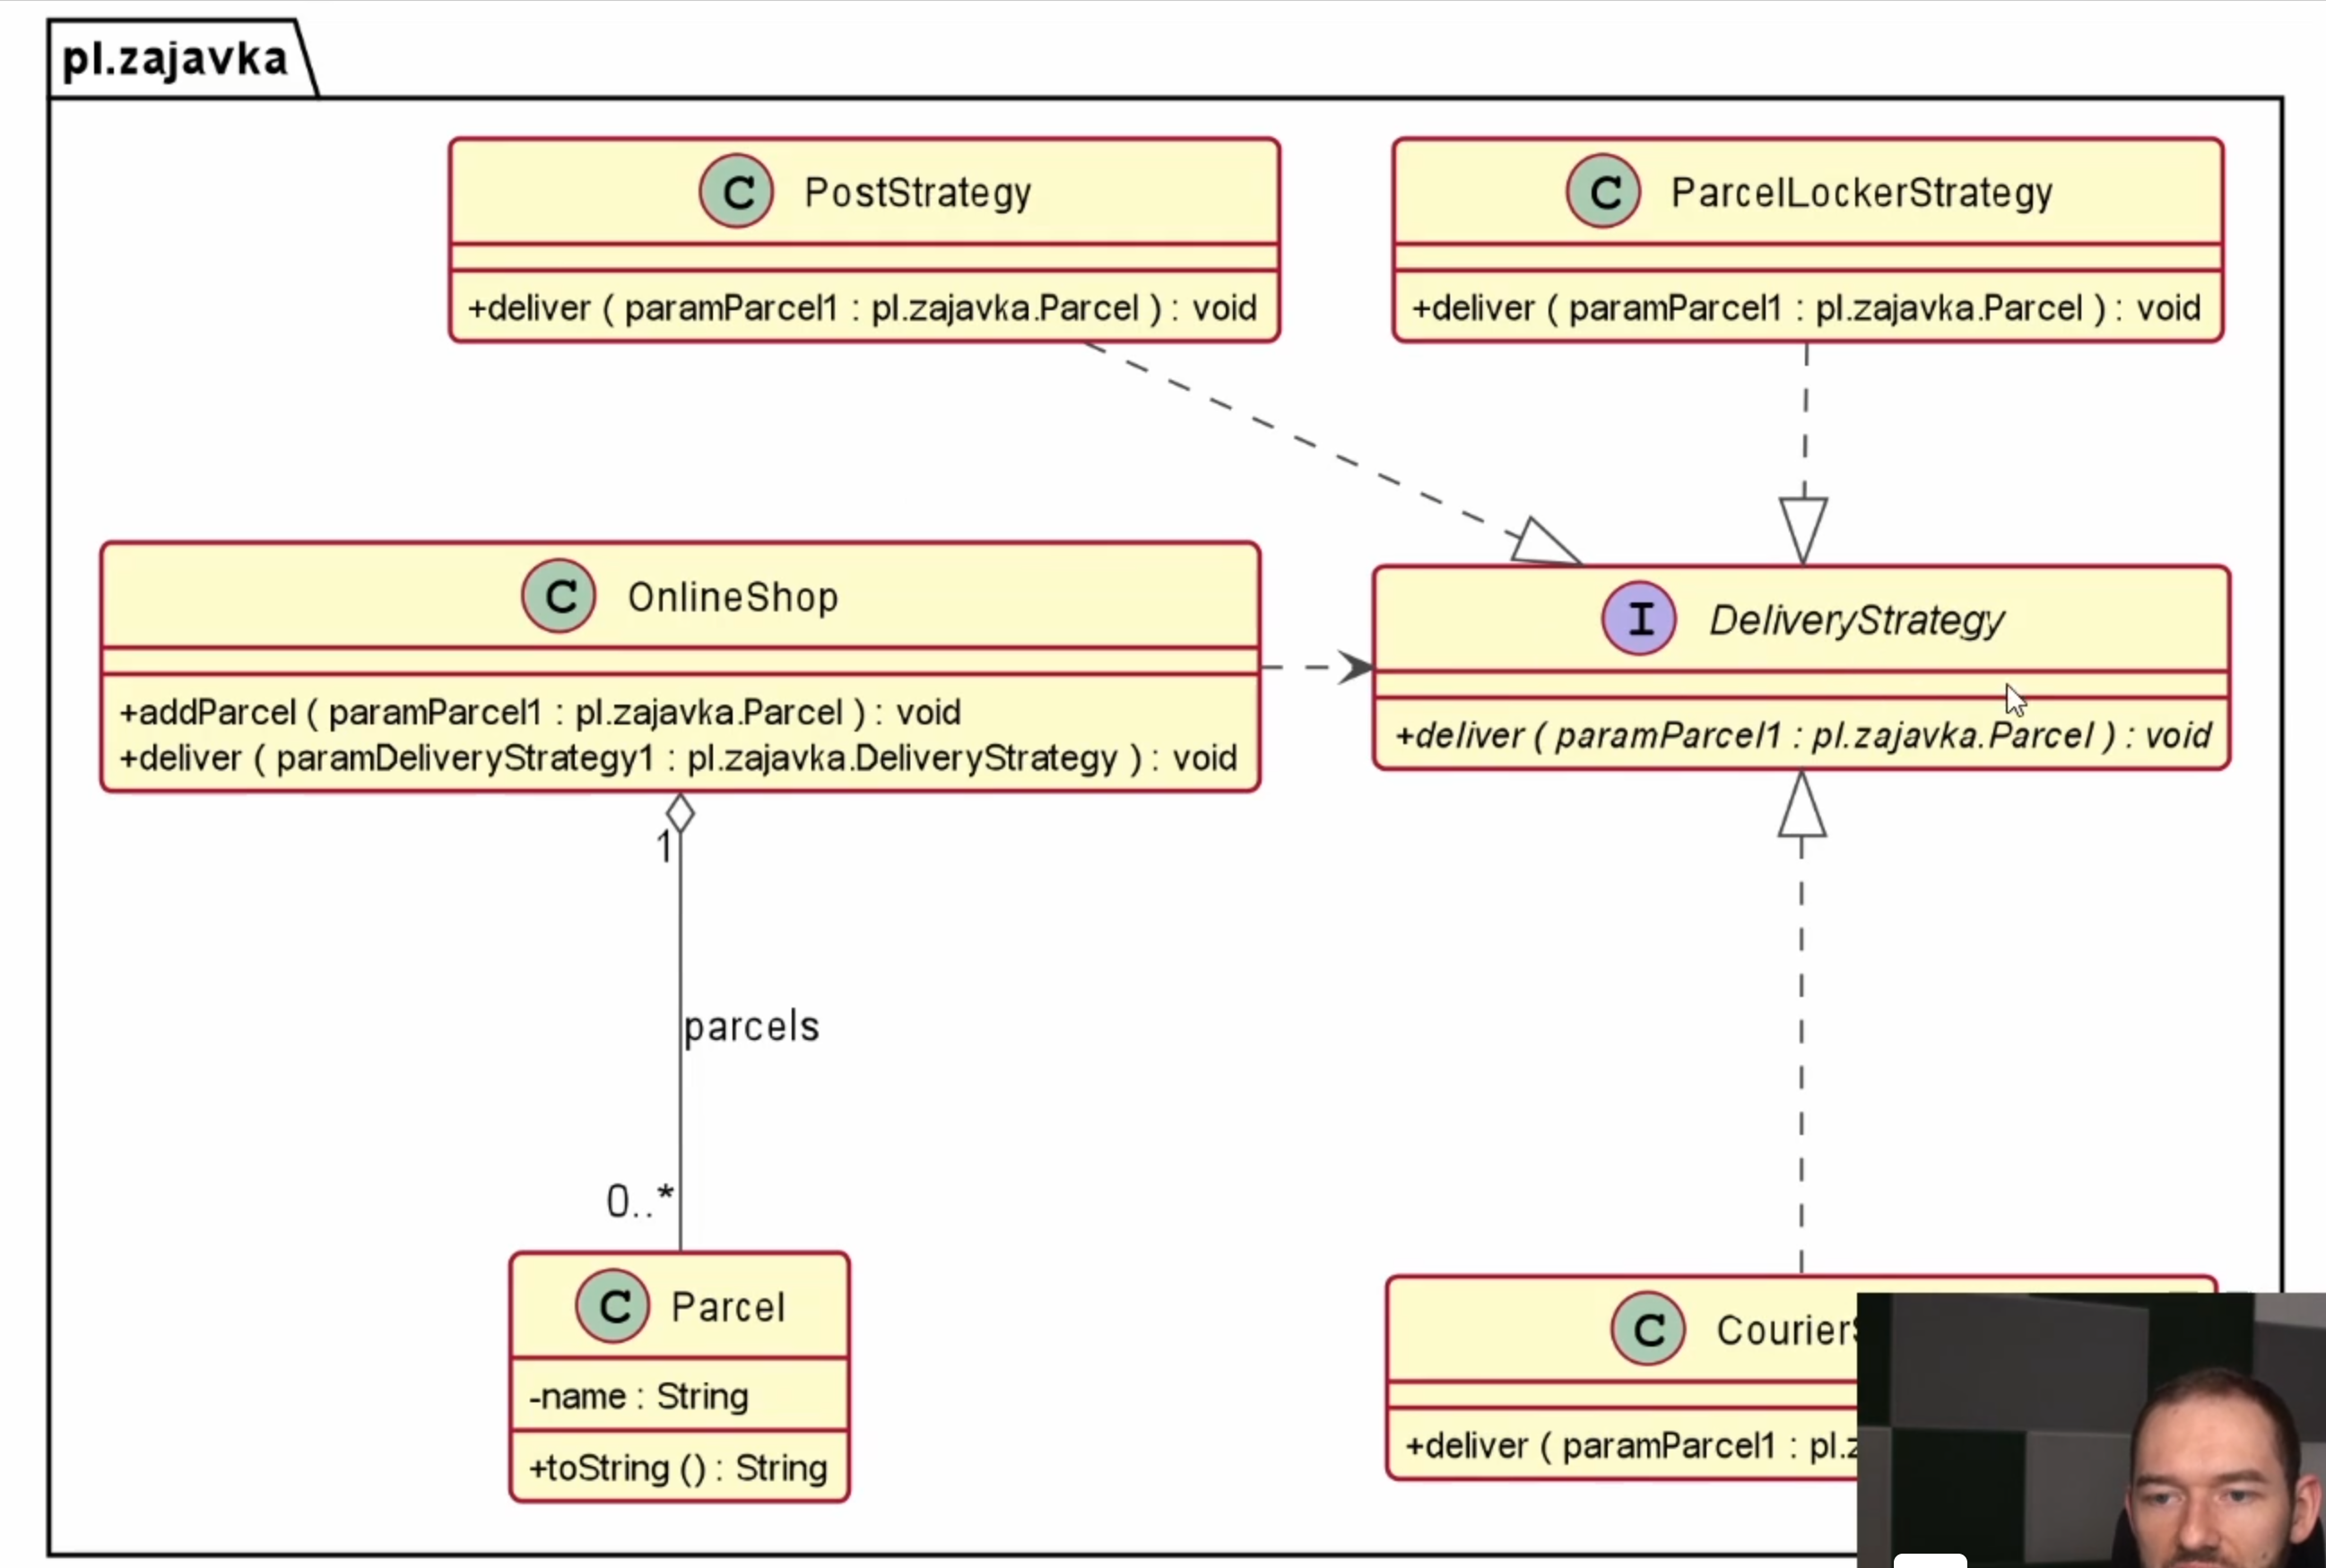 pl.zajavka
C PostStrategy
+deliver ( paramParcel1 : pl.zajavka.Parcel ) : void
C ParcelLockerStrategy
+deliver ( paramParcel1 : pl.zajavka.Parcel ) : void
C OnlineShop
+addParcel ( paramParcel1 : pl.zajavka.Parcel ) : void
+deliver ( paramDeliveryStrategy1 : pl.zajavka.DeliveryStrategy ) : void
I DeliveryStrategy
+deliver ( paramParcel1 : pl.zajavka.Parcel ) : void
1
parcels
0..*
C Parcel
-name : String
+toString () : String
C Courier
+deliver ( paramParcel1 : pl.z